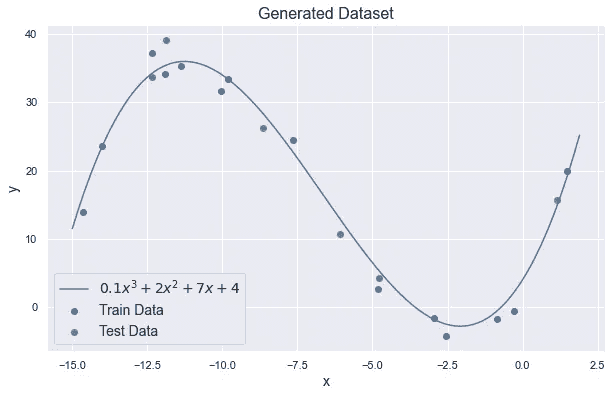 Generated Dataset
y
40
30
20
10
0
0.1x³ + 2x² + 7x + 4
Train Data
Test Data
−15.0 −12.5 −10.0 −7.5 −5.0 −2.5 0.0 2.5
x